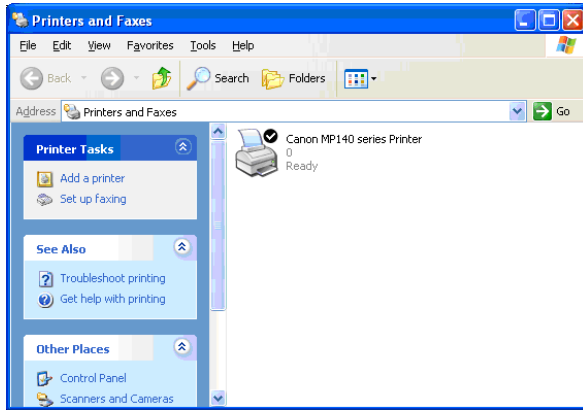 Printers and Faxes
File Edit View Favorites Tools Help
Back Search Folders
Address Printers and Faxes Go
Printer Tasks
Add a printer
Set up faxing
See Also
Troubleshoot printing
Get help with printing
Other Places
Control Panel
Scanners and Cameras
Canon MP140 series Printer
0
Ready